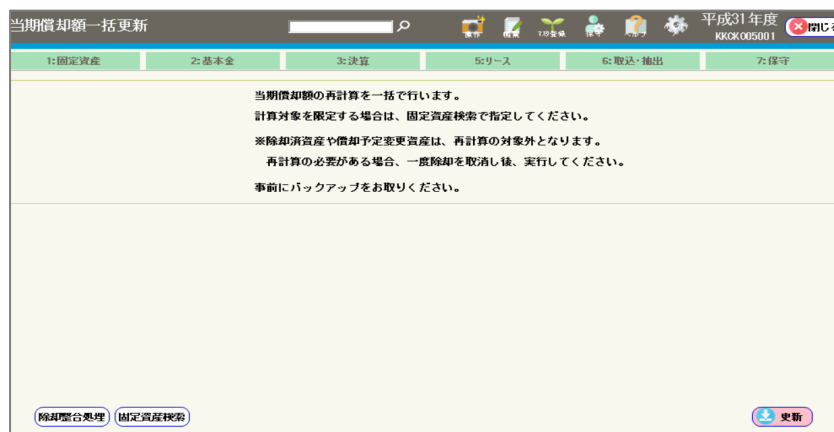 当期償却額一括更新
平成31年度
KKCK005001
閉じる
1:固定資産
2:基本金
3:決算
5:リース
6:取込・抽出
7:保守
当期償却額の再計算を一括で行います。
計算対象を限定する場合は、固定資産検索で指定してください。
※除却済資産や償却予定変更資産は、再計算の対象外となります。
再計算の必要がある場合、一度除却を取消し後、実行してください。
事前にバックアップをお取りください。
除却整合処理
固定資産検索
更新